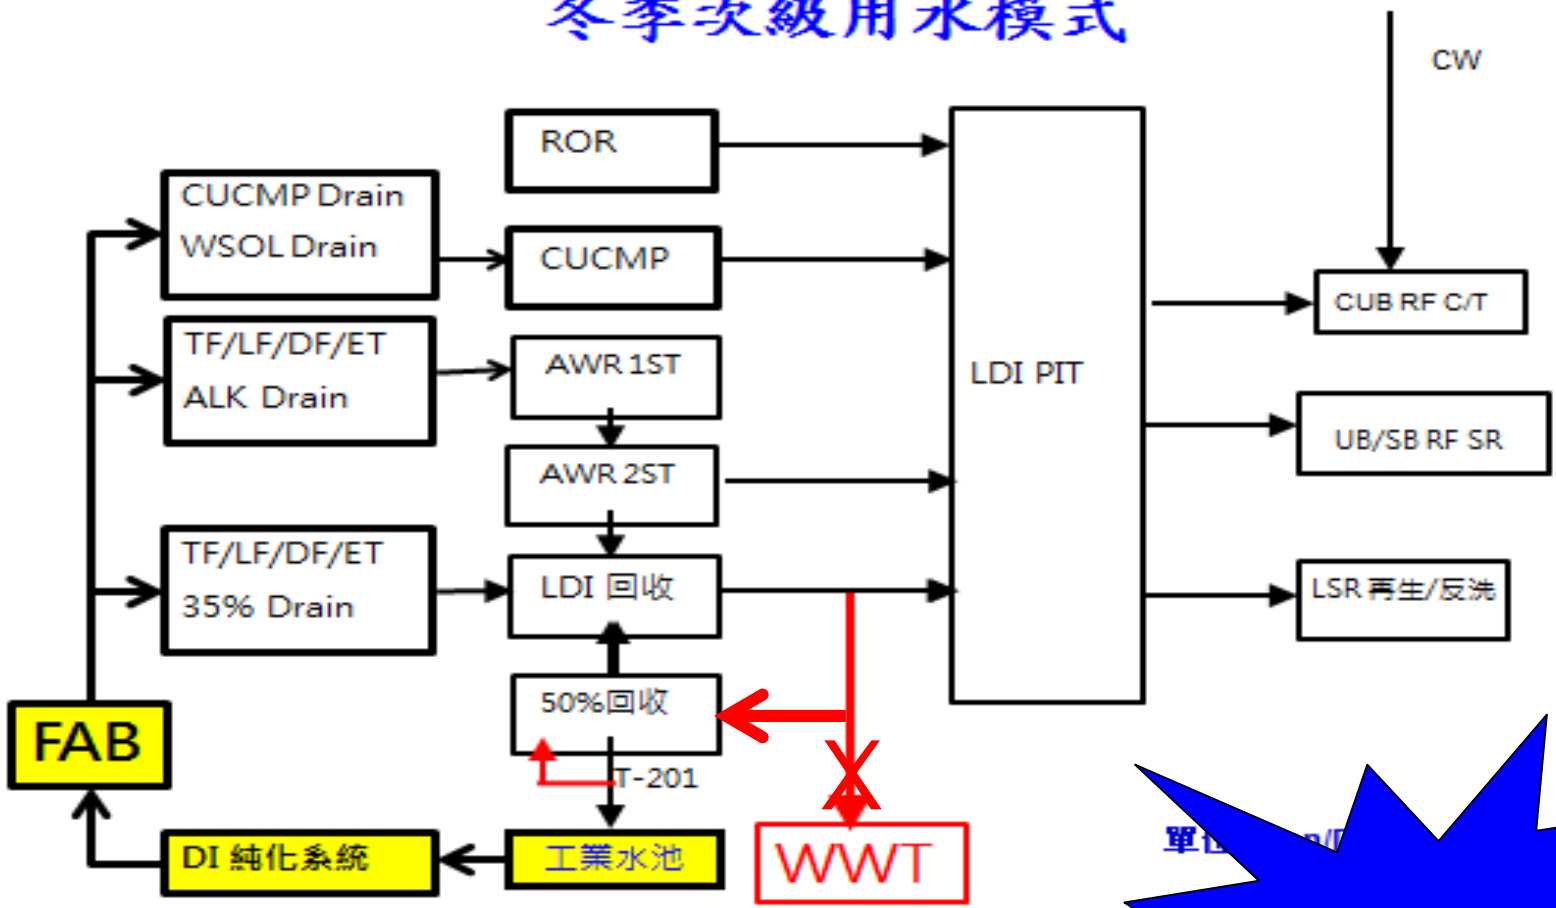 冬季次級用水模式
CW
ROR
CUCMP Drain
WSOL Drain
CUCMP
CUB RF C/T
TF/LF/DF/ET
ALK Drain
AWR 1ST
LDI PIT
UB/SB RF SR
AWR 2ST
TF/LF/DF/ET
35% Drain
LDI 回收
LSR 再生/反洗
50%回收
FAB
T-201
X
DI 純化系統
工業水池
WWT
單位